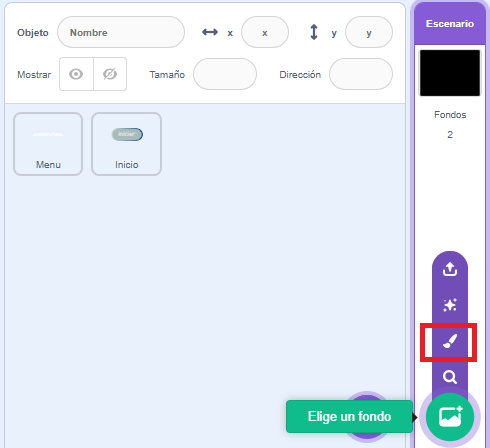 Objeto Nombre x x y y
Mostrar Tamaño Dirección
Menu Inicio
Escenario
Fondos
2
Elige un fondo